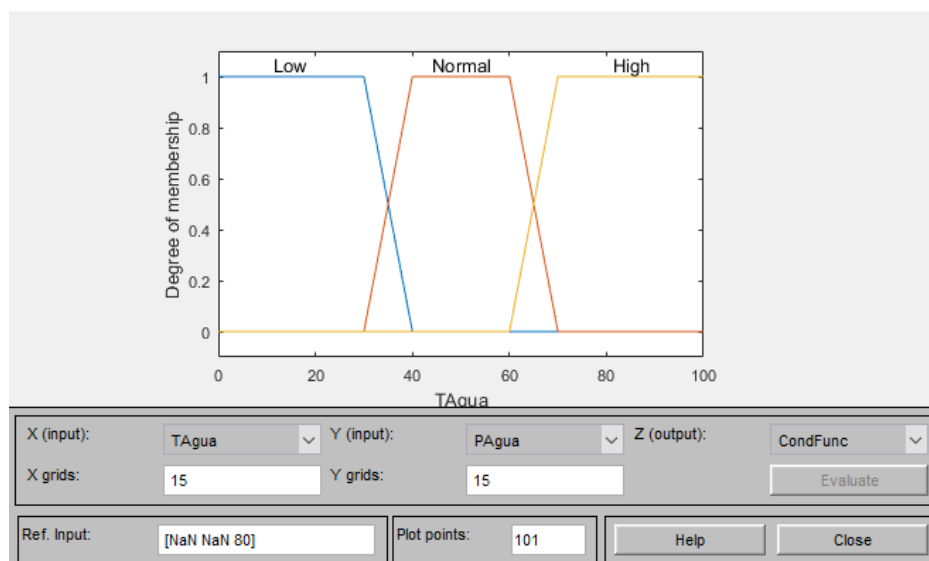 Low Normal High
1
0.8
0.6
0.4
0.2
0
Degree of membership
0 20 40 60 80 100
TAgua
X (input): TAgua Y (input): PAgua Z (output): CondFunc
X grids: 15 Y grids: 15 Evaluate
Ref. Input: [NaN NaN 80] Plot points: 101 Help Close